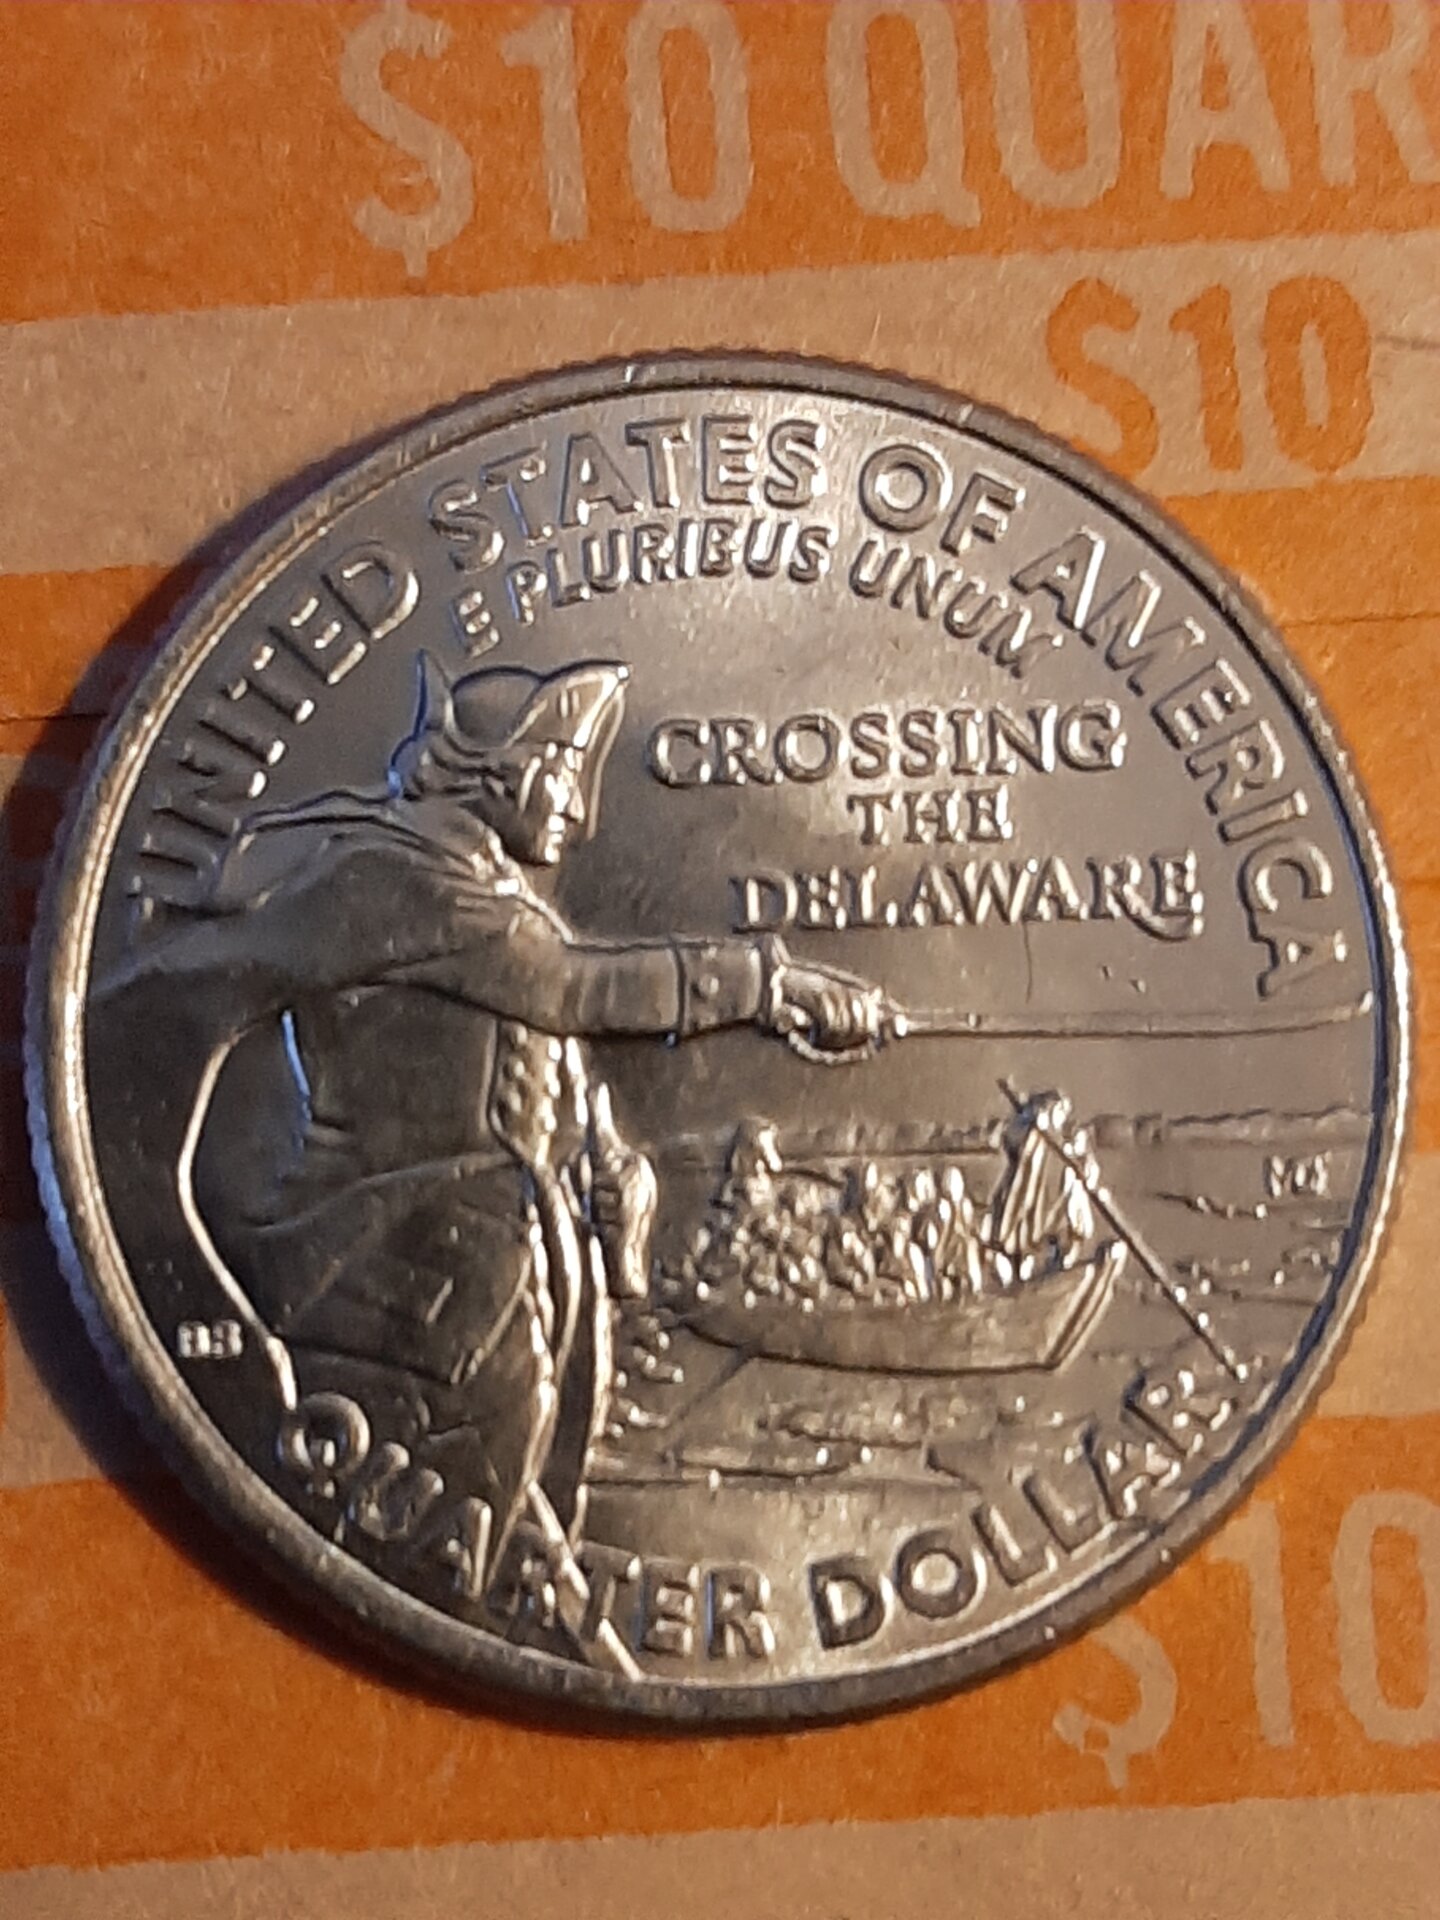 $10 QUAR
$10
UNITED STATES OF AMERICA
E PLURIBUS UNUM
CROSSING
THE
DELAWARE
QUARTER DOLLAR
$10